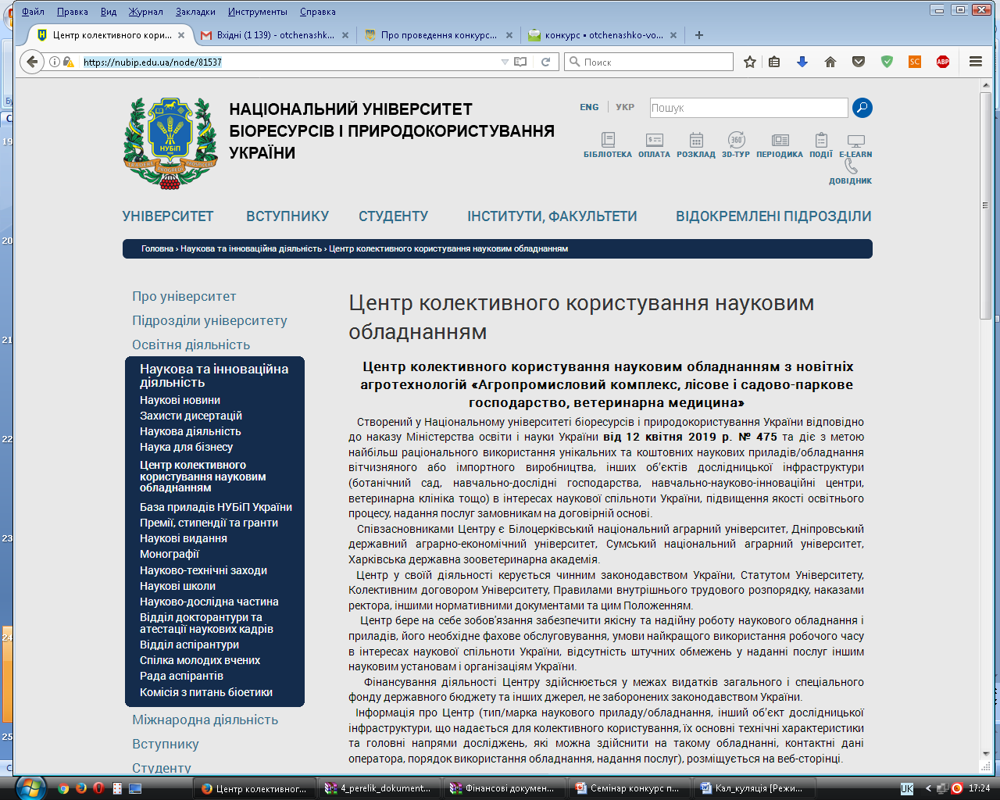 Файл Правка Вид Журнал Закладки Инструменты Справка
Центр колективного кори... Вхідні (1 139) - otchenashk... Про проведення конкурс... конкурс • otchenashko-vo...
https://nubip.edu.ua/node/81537 Поиск SC ABP
НАЦІОНАЛЬНИЙ УНІВЕРСИТЕТ
БІОРЕСУРСІВ І ПРИРОДОКОРИСТУВАННЯ
УКРАЇНИ
НУБІП
ENG УКР Пошук
360°
БІБЛІОТЕКА ОПЛАТА РОЗКЛАД 3D-ТУР ПЕРІОДИКА ПОДІЇ E-LEARN
ДОВІДНИК
УНІВЕРСИТЕТ ВСТУПНИКУ СТУДЕНТУ ІНСТИТУТИ, ФАКУЛЬТЕТИ ВІДОКРЕМЛЕНІ ПІДРОЗДІЛИ
Головна › Наукова та інноваційна діяльність › Центр колективного користування науковим обладнанням
Про університет
Підрозділи університету
Освітня діяльність
Наукова та інноваційна
діяльність
Наукові новини
Захисти дисертацій
Наукова діяльність
Наука для бізнесу
Центр колективного
користування науковим
обладнанням
База приладів НУБіП України
Премії, стипендії та гранти
Наукові видання
Монографії
Науково-технічні заходи
Наукові школи
Науково-дослідна частина
Відділ докторантури та
атестації наукових кадрів
Відділ аспірантури
Спілка молодих вчених
Рада аспірантів
Комісія з питань біоетики
Міжнародна діяльність
Вступнику
Студенту
Центр колективного користування науковим
обладнанням
Центр колективного користування науковим обладнанням з новітніх
агротехнологій «Агропромисловий комплекс, лісове і садово-паркове
господарство, ветеринарна медицина»
Створений у Національному університеті біоресурсів і природокористування України відповідно
до наказу Міністерства освіти і науки України від 12 квітня 2019 р. № 475 та діє з метою
найбільш раціонального використання унікальних та коштовних наукових приладів/обладнання
вітчизняного або імпортного виробництва, інших об'єктів дослідницької інфраструктури
(ботанічний сад, навчально-дослідні господарства, навчально-науково-інноваційні центри,
ветеринарна клініка тощо) в інтересах наукової спільноти України, підвищення якості освітнього
процесу, надання послуг замовникам на договірній основі.
Співзасновниками Центру є Білоцерківський національний аграрний університет, Дніпровський
державний аграрно-економічний університет, Сумський національний аграрний університет,
Харківська державна зооветеринарна академія.
Центр у своїй діяльності керується чинним законодавством України, Статутом Університету,
Колективним договором Університету, Правилами внутрішнього трудового розпорядку, наказами
ректора, іншими нормативними документами та цим Положенням.
Центр бере на себе зобов'язання забезпечити якісну та надійну роботу наукового обладнання і
приладів, його необхідне фахове обслуговування, умови найкращого використання робочого часу
в інтересах наукової спільноти України, відсутність штучних обмежень у наданні послуг іншим
науковим установам і організаціям України.
Фінансування діяльності Центру здійснюється у межах видатків загального і спеціального
фонду державного бюджету та інших джерел, не заборонених законодавством України.
Інформація про Центр (тип/марка наукового приладу/обладнання, інший об'єкт дослідницької
інфраструктури, що надається для колективного користування, їх основні технічні характеристики
та головні напрями досліджень, які можна здійснити на такому обладнанні, контактні дані
оператора, порядок використання обладнання, надання послуг), розміщується на веб-сторінці.
19
20
21
22
23
24
25
Центр колективног... 4_perelik_dokument... Фінансові докумен... Семінар конкурс п... Кал_куляція [Режи... UK 17:24